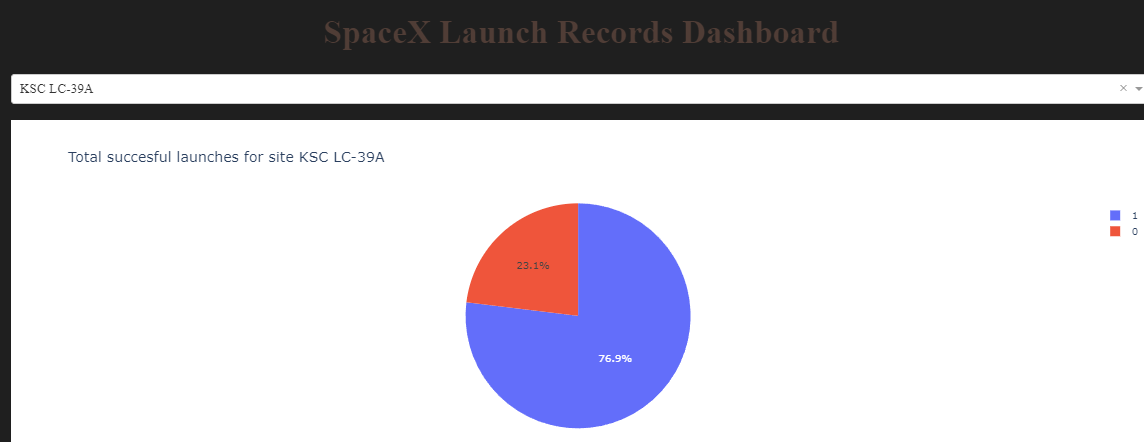 SpaceX Launch Records Dashboard
KSC LC-39A
Total succesful launches for site KSC LC-39A
1
0
23.1%
76.9%